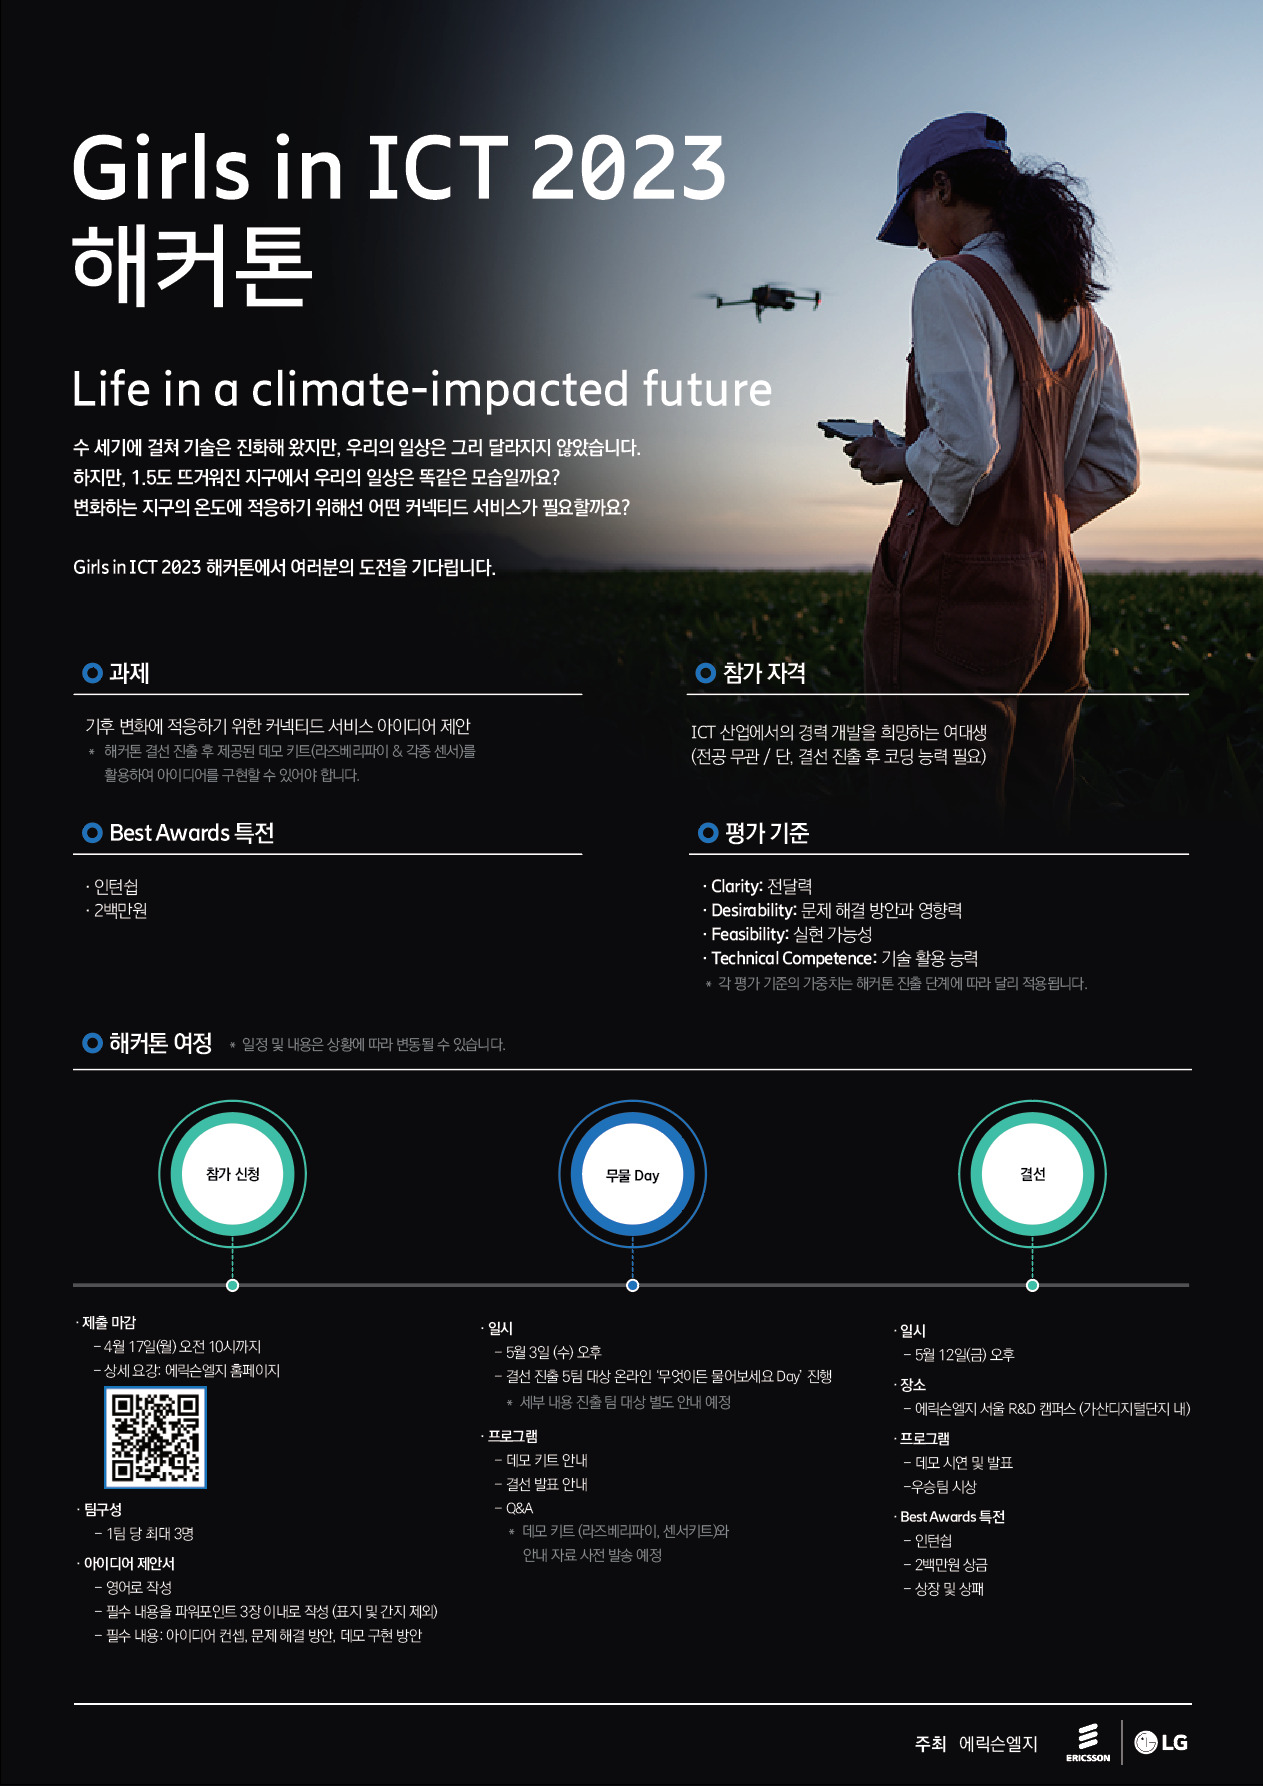 Girls in ICT 2023
해커톤
Life in a climate-impacted future
수 세기에 걸쳐 기술은 진화해 왔지만, 우리의 일상은 그리 달라지지 않았습니다.
하지만, 1.5도 뜨거워진 지구에서 우리의 일상은 똑같은 모습일까요?
변화하는 지구의 온도에 적응하기 위해선 어떤 커넥티드 서비스가 필요할까요?
Girls in ICT 2023 해커톤에서 여러분의 도전을 기다립니다.
과제
기후 변화에 적응하기 위한 커넥티드 서비스 아이디어 제안
* 해커톤 결선 진출 후 제공된 데모 키트(라즈베리파이 & 각종 센서)를
활용하여 아이디어를 구현할 수 있어야 합니다.
참가 자격
ICT 산업에서의 경력 개발을 희망하는 여대생
(전공 무관 / 단, 결선 진출 후 코딩 능력 필요)
Best Awards 특전
· 인턴쉽
· 2백만원
평가 기준
· Clarity: 전달력
· Desirability: 문제 해결 방안과 영향력
· Feasibility: 실현 가능성
· Technical Competence: 기술 활용 능력
* 각 평가 기준의 가중치는 해커톤 진출 단계에 따라 달리 적용됩니다.
해커톤 여정 * 일정 및 내용은 상황에 따라 변동될 수 있습니다.
참가 신청
무물 Day
결선
· 제출 마감
– 4월 17일(월) 오전 10시까지
– 상세 요강: 에릭슨엘지 홈페이지
· 팀구성
– 1팀 당 최대 3명
· 아이디어 제안서
– 영어로 작성
– 필수 내용을 파워포인트 3장 이내로 작성 (표지 및 간지 제외)
– 필수 내용: 아이디어 컨셉, 문제 해결 방안, 데모 구현 방안
· 일시
– 5월 3일 (수) 오후
– 결선 진출 5팀 대상 온라인 ‘무엇이든 물어보세요 Day’ 진행
* 세부 내용 진출 팀 대상 별도 안내 예정
· 프로그램
– 데모 키트 안내
– 결선 발표 안내
– Q&A
* 데모 키트 (라즈베리파이, 센서키트)와
안내 자료 사전 발송 예정
· 일시
– 5월 12일(금) 오후
· 장소
– 에릭슨엘지 서울 R&D 캠퍼스 (가산디지털단지 내)
· 프로그램
– 데모 시연 및 발표
–우승팀 시상
· Best Awards 특전
– 인턴쉽
– 2백만원 상금
– 상장 및 상패
주최 에릭슨엘지
ERICSSON
LG